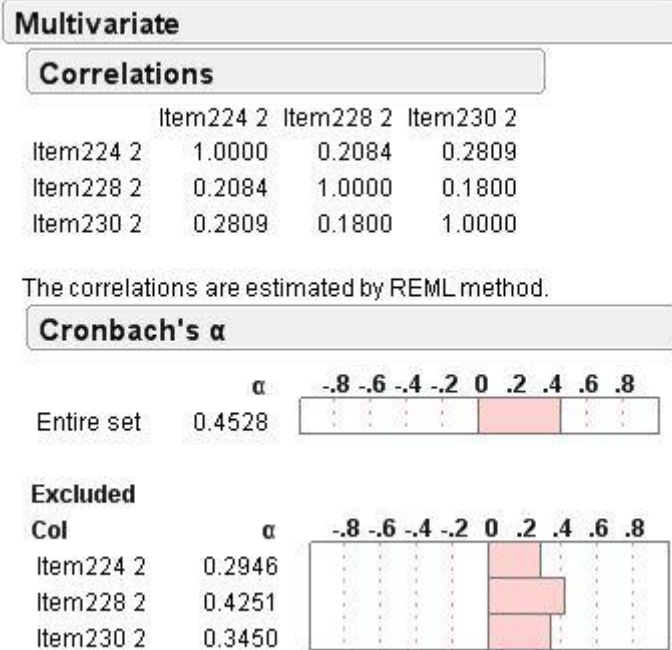 Multivariate
Correlations
Item224 2 Item228 2 Item230 2
Item224 2 1.0000 0.2084 0.2809
Item228 2 0.2084 1.0000 0.1800
Item230 2 0.2809 0.1800 1.0000
The correlations are estimated by REML method.
Cronbach's α
α -.8 -.6 -.4 -.2 0 .2 .4 .6 .8
Entire set 0.4528
Excluded
Col α -.8 -.6 -.4 -.2 0 .2 .4 .6 .8
Item224 2 0.2946
Item228 2 0.4251
Item230 2 0.3450